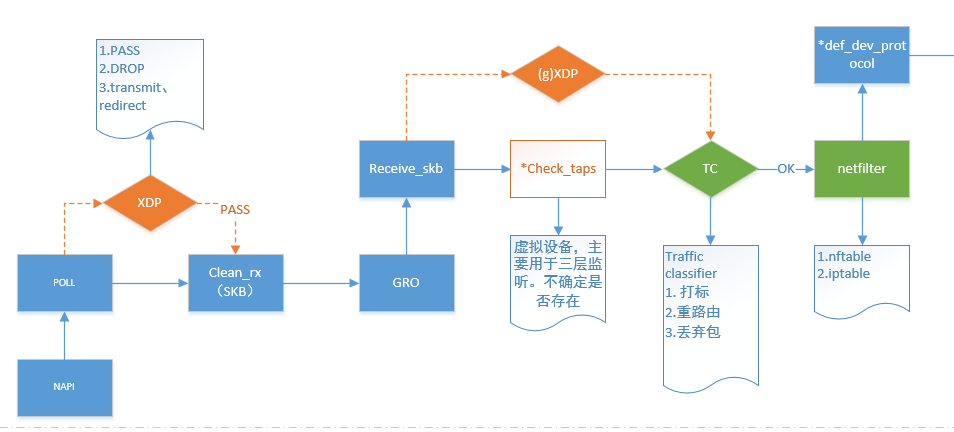 1.PASS
2.DROP
3.transmit、
redirect
XDP
PASS
POLL
NAPI
Clean_rx
（SKB）
GRO
Receive_skb
(g)XDP
*Check_taps
虚拟设备，主
要用于三层监
听。不确定是
否存在
TC
Traffic
classifier
1. 打标
2.重路由
3.丢弃包
OK
*def_dev_prot
ocol
netfilter
1.nftable
2.iptable